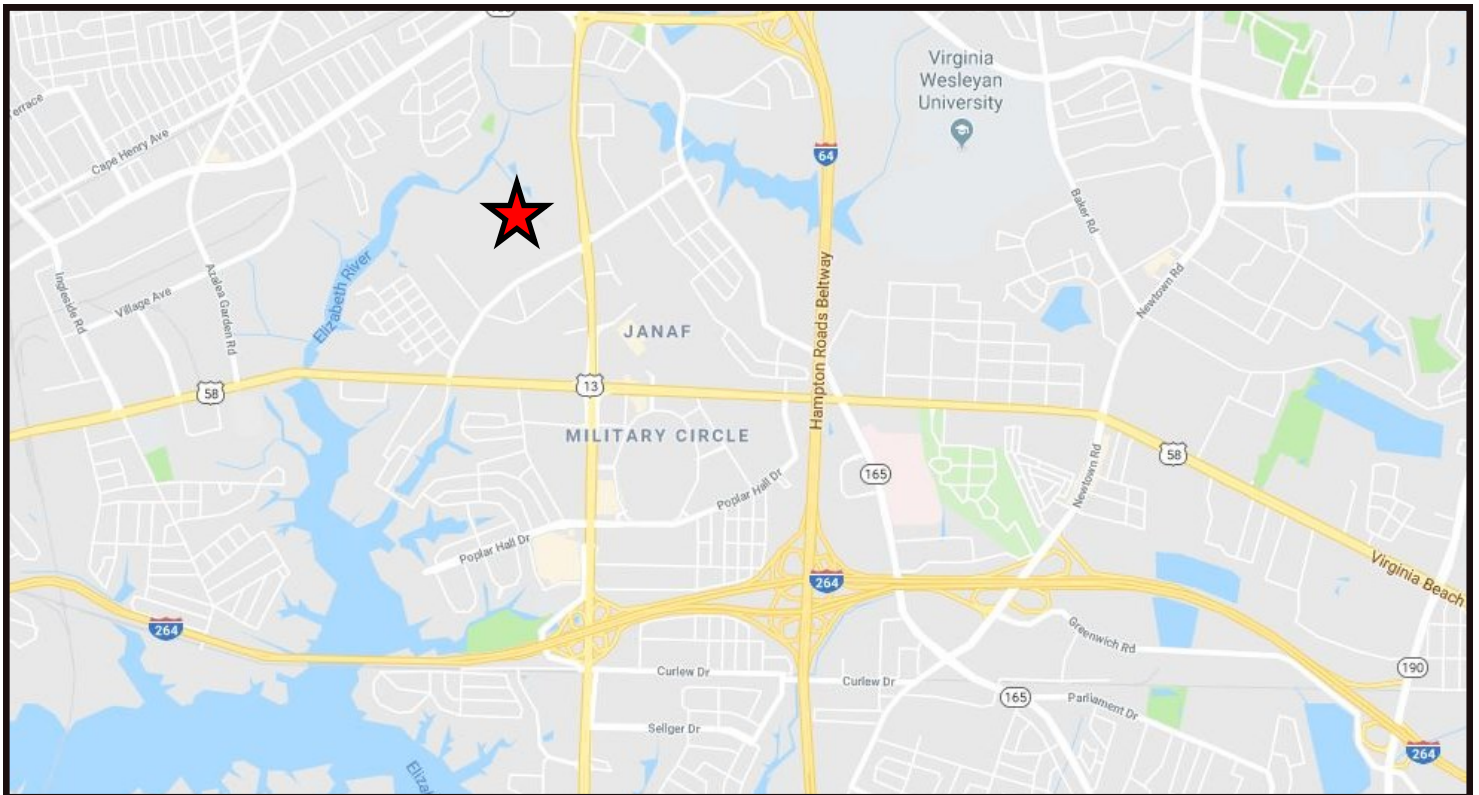 Virginia
Wesleyan
University
Terrace
Cape Henry Ave
64
Baker Rd
Ingleside Rd
Azalea Garden Rd
Elizabeth River
Village Ave
Newtown Rd
Hampton Roads Beltway
JANAF
58
13
MILITARY CIRCLE
58
165
Newtown Rd
Poplar Hall Dr
Poplar Hall Dr
264
Virginia Beach
264
Greenwich Rd
Curlew Dr
Curlew Dr
190
165
Parliament Dr
Sellger Dr
264
Eliza